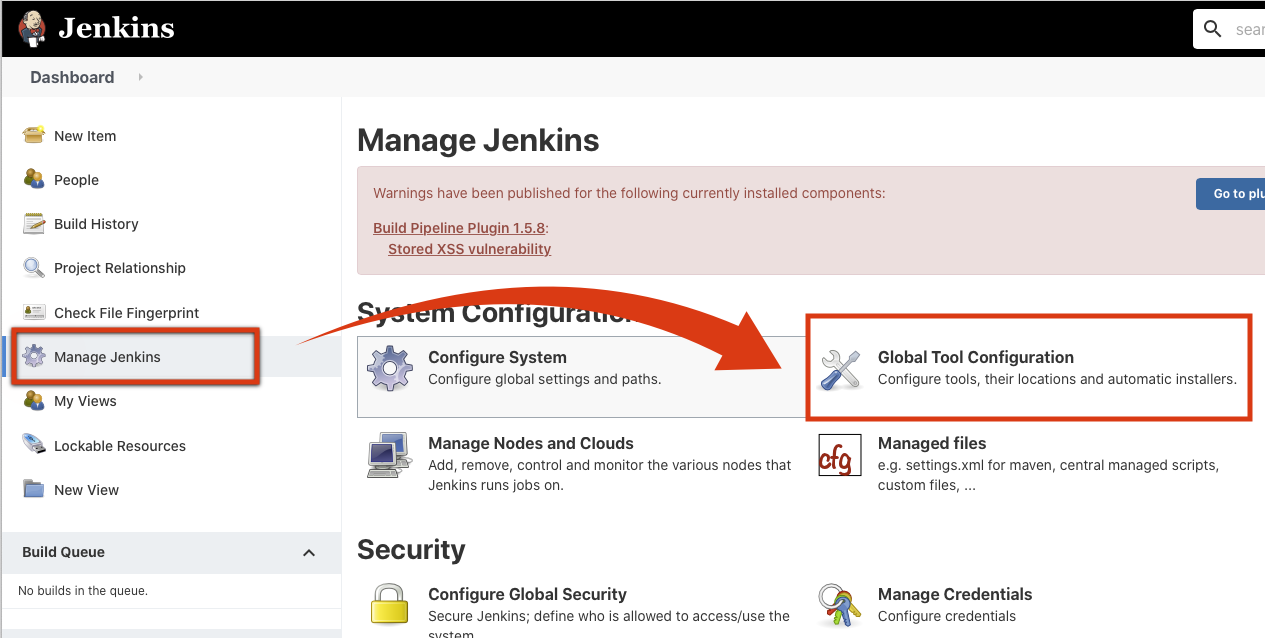 Jenkins
sear
Dashboard
New Item
People
Build History
Project Relationship
Check File Fingerprint
Manage Jenkins
My Views
Lockable Resources
New View
Build Queue
No builds in the queue.
Manage Jenkins
Warnings have been published for the following currently installed components:
Go to plu
Build Pipeline Plugin 1.5.8:
Stored XSS vulnerability
System Configuration
Configure System
Configure global settings and paths.
Global Tool Configuration
Configure tools, their locations and automatic installers.
Manage Nodes and Clouds
Add, remove, control and monitor the various nodes that
Jenkins runs jobs on.
cfg
Managed files
e.g. settings.xml for maven, central managed scripts,
custom files, ...
Security
Configure Global Security
Secure Jenkins; define who is allowed to access/use the
system.
Manage Credentials
Configure credentials